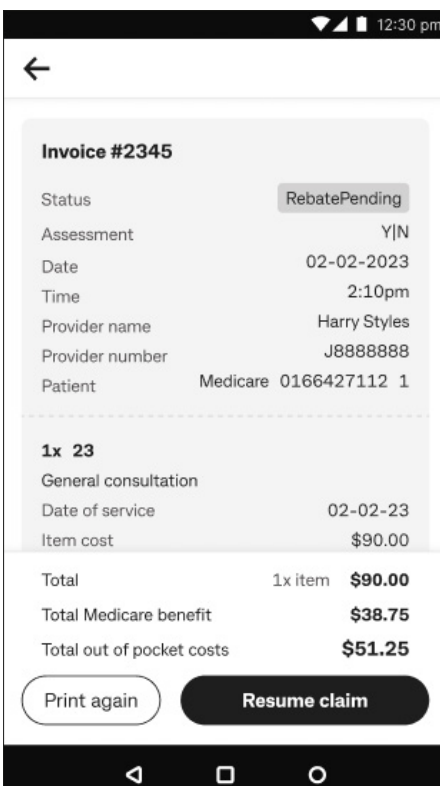 12:30 pm
Invoice #2345
Status RebatePending
Assessment Y|N
Date 02-02-2023
Time 2:10pm
Provider name Harry Styles
Provider number J8888888
Patient Medicare 0166427112 1
1x 23
General consultation
Date of service 02-02-23
Item cost $90.00
Total 1x item $90.00
Total Medicare benefit $38.75
Total out of pocket costs $51.25
Print again Resume claim